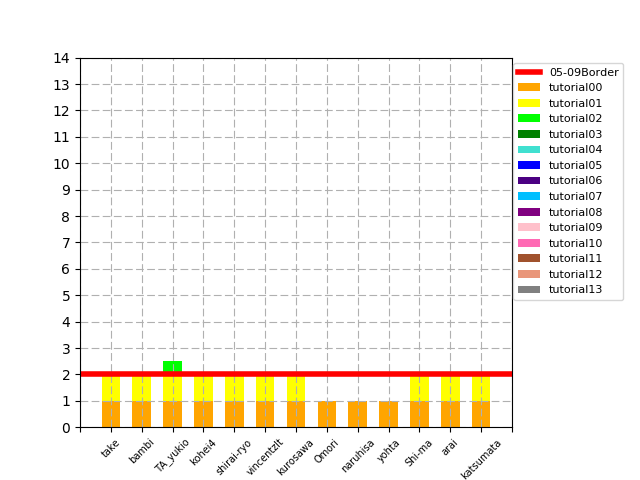 14
13
12
11
10
9
8
7
6
5
4
3
2
1
0
take
bambi
TA_yukio
kohei4
shirai-ryo
vincentzlt
kurosawa
Omori
naruhisa
yohta
Shi-ma
arai
katsumata
05-09Border
tutorial00
tutorial01
tutorial02
tutorial03
tutorial04
tutorial05
tutorial06
tutorial07
tutorial08
tutorial09
tutorial10
tutorial11
tutorial12
tutorial13